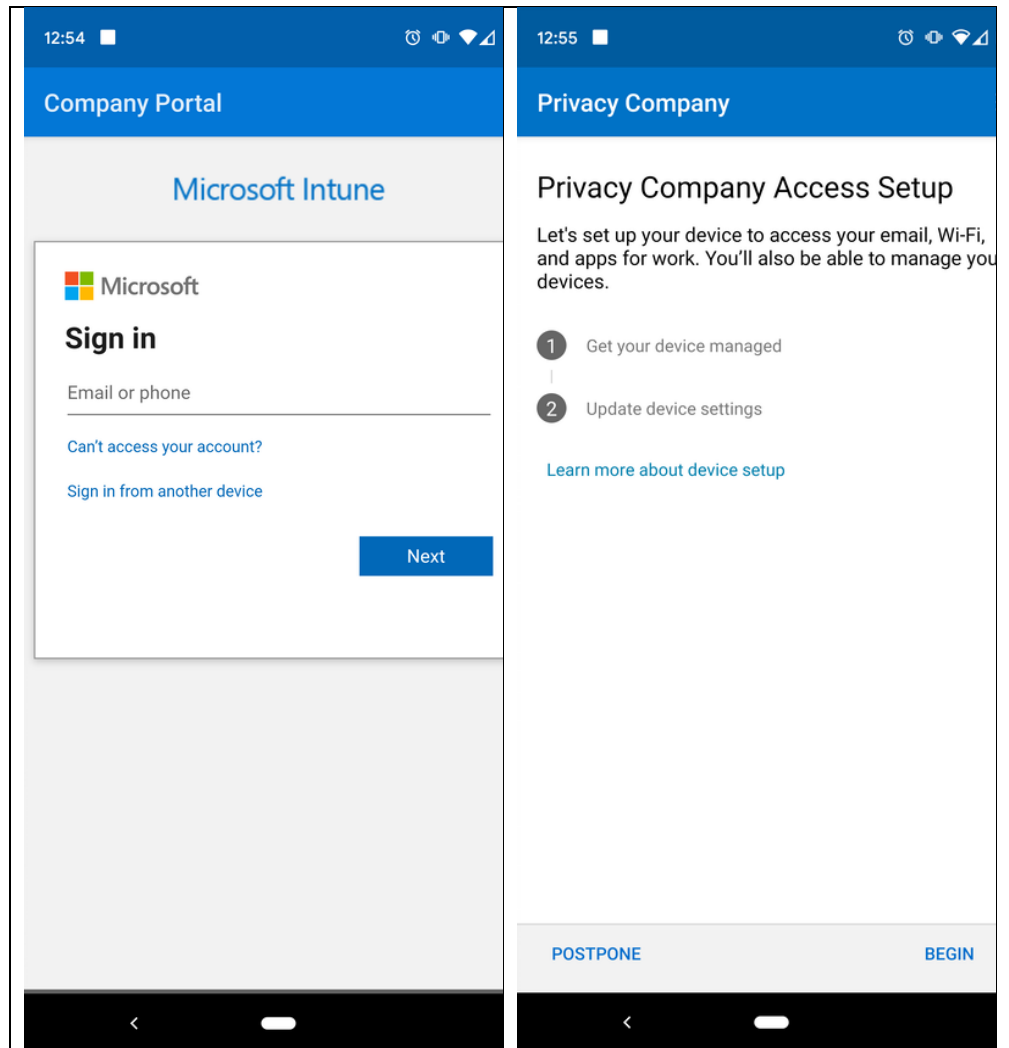 12:54
Company Portal
Microsoft Intune
Microsoft
Sign in
Email or phone
Can't access your account?
Sign in from another device
Next
12:55
Privacy Company
Privacy Company Access Setup
Let's set up your device to access your email, Wi-Fi,
and apps for work. You'll also be able to manage you
devices.
1 Get your device managed
2 Update device settings
Learn more about device setup
POSTPONE BEGIN